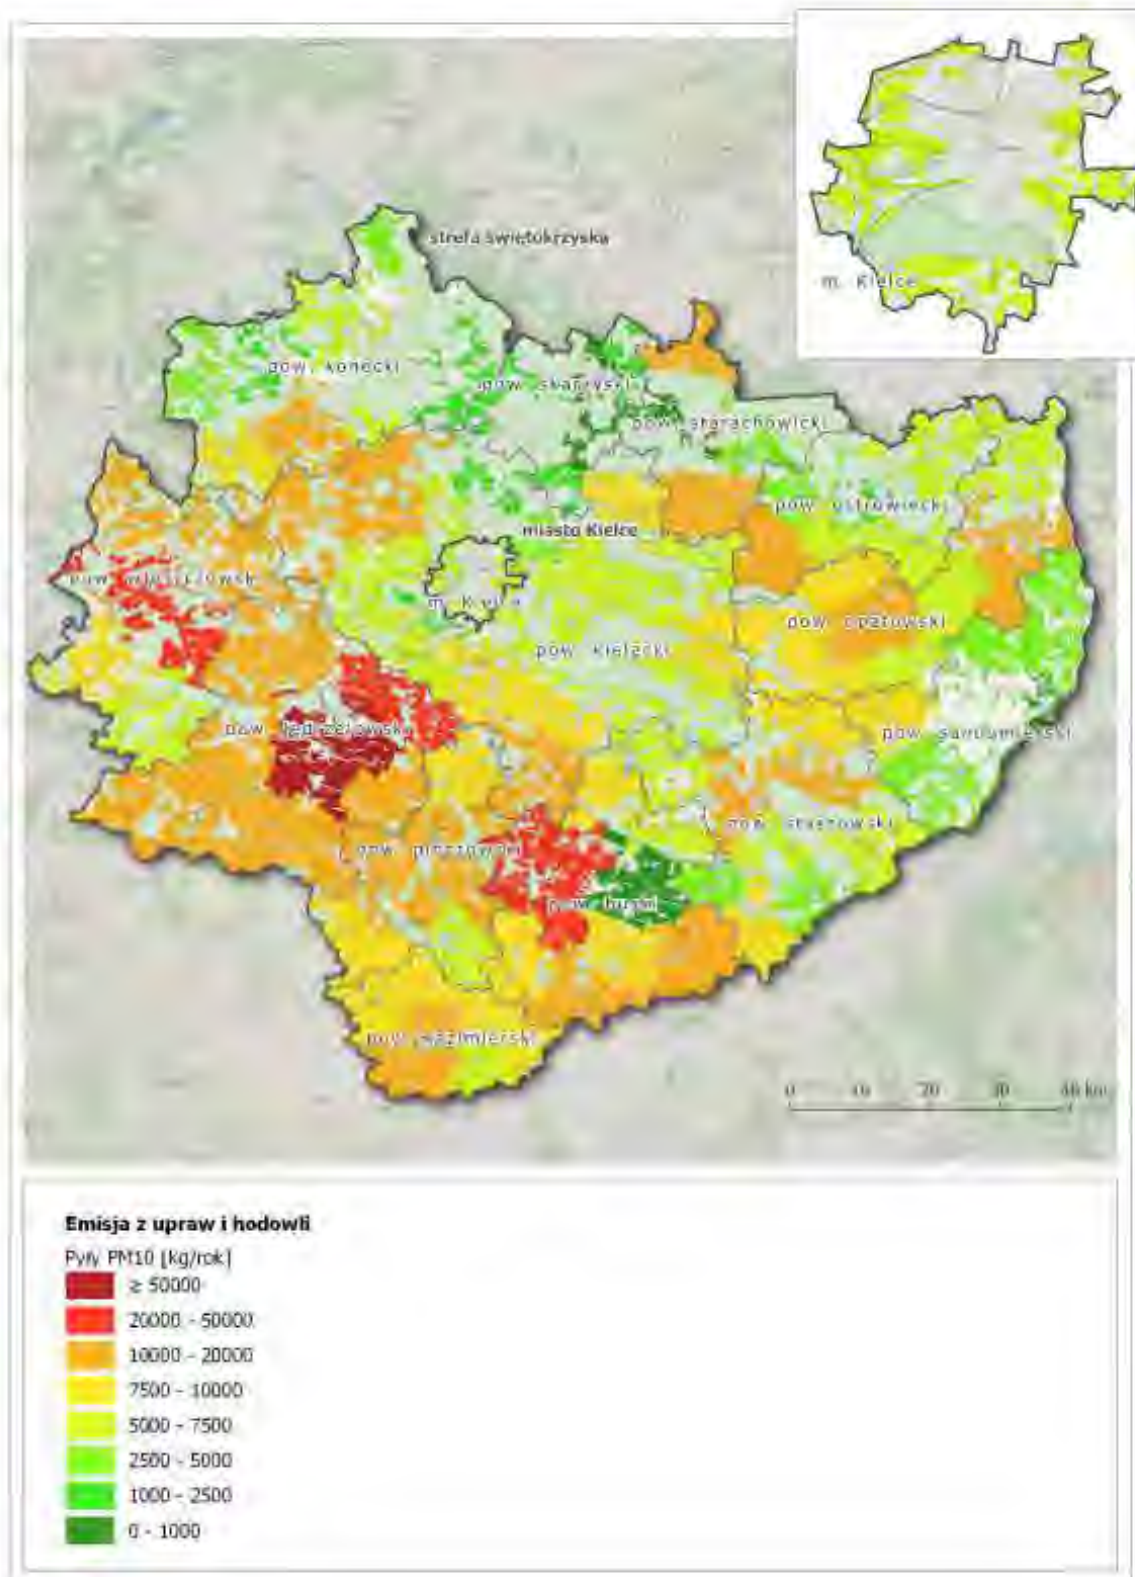 strefa świętokrzyska
m. Kielce
pow. konecki
pow. skarżyski
pow. starachowicki
pow. ostrowiecki
miasto Kielce
m. Kielce
pow. opatowski
pow. kielecki
pow. jędrzejowski
pow. sandomierski
pow. staszowski
pow. pińczowski
pow. buski
pow. kazimierski
0 10 20 30 40 km
Emisja z upraw i hodowli
Pyły PM10 [kg/rok]
≥ 50000
20000 - 50000
10000 - 20000
7500 - 10000
5000 - 7500
2500 - 5000
1000 - 2500
0 - 1000